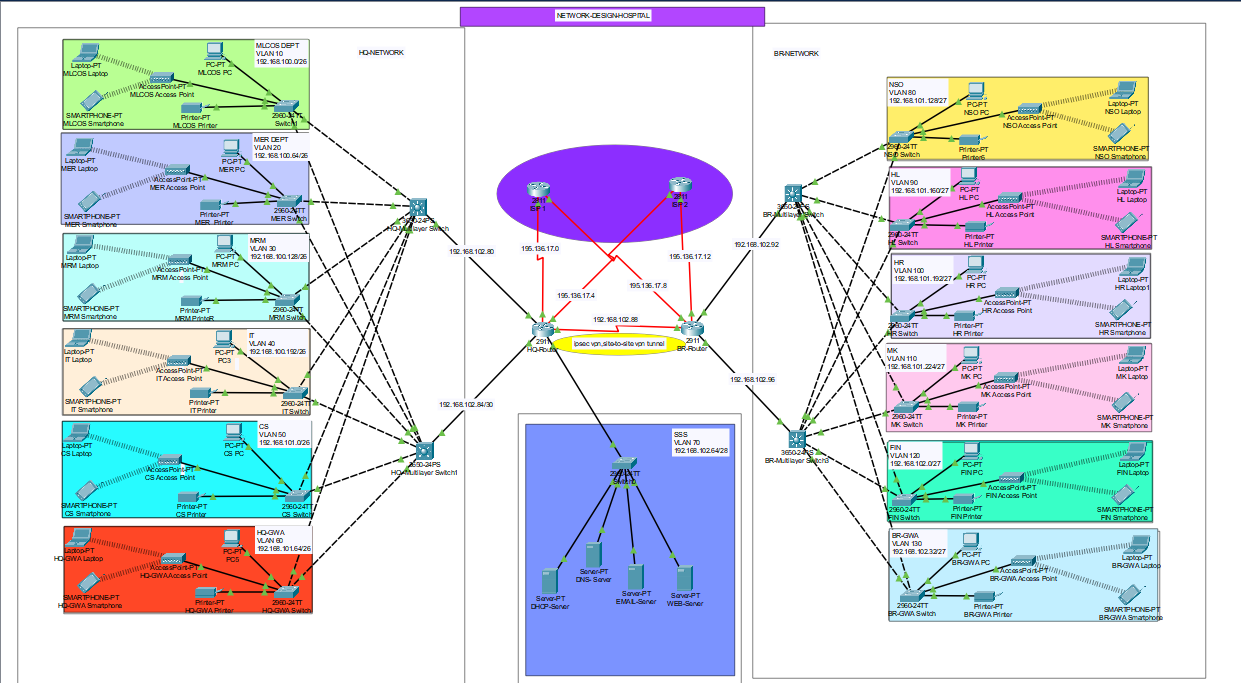 NETWORK-DESIGN-HOSPITAL
HQ-NETWORK
BR-NETWORK
MLCOS DEPT
VLAN 10
192.168.100.0/26
Laptop-PT
MLCOS Laptop
PC-PT
MLCOS PC
AccessPoint-PT
MLCOS Access Point
SMARTPHONE-PT
MLCOS Smartphone
Printer-PT
MLCOS Printer
2960-24TT
MER DEPT
VLAN 20
192.168.100.64/26
Laptop-PT
MER Laptop
PC-PT
MER PC
AccessPoint-PT
MER Access Point
SMARTPHONE-PT
MER Smartphone
Printer-PT
MER Printer
2960-24TT
MER Switch
MRM
VLAN 30
192.168.100.128/26
Laptop-PT
MRM Laptop
PC-PT
MRM PC
AccessPoint-PT
MRM Access Point
SMARTPHONE-PT
MRM Smartphone
Printer-PT
MRM PrinteR
2960-24TT
MRM Switch
IT
VLAN 40
192.168.100.192/26
Laptop-PT
IT Laptop
PC-PT
PC3
AccessPoint-PT
IT Access Point
SMARTPHONE-PT
IT Smartphone
Printer-PT
IT Printer
2960-24TT
IT Switch
CS
VLAN 50
192.168.101.0/26
Laptop-PT
CS Laptop
PC-PT
CS PC
AccessPoint-PT
CS Access Point
SMARTPHONE-PT
CS Smartphone
Printer-PT
CS Printer
2960-24TT
CS Switch
HQ-GWA
VLAN 60
192.168.101.64/26
Laptop-PT
HQ-GWA Laptop
PC-PT
PC5
AccessPoint-PT
HQ-GWA Access Point
SMARTPHONE-PT
HQ-GWA Smartphone
Printer-PT
HQ-GWA Printer
2960-24TT
HQ-GWA Switch
3650-24PS
HQ-Multilayer Switch
3650-24PS
HQ-Multilayer Switch1
192.168.102.80
192.168.102.84/30
2911
ISP 1
2911
ISP 2
195.136.17.0
195.136.17.12
195.136.17.4
195.136.17.8
192.168.102.88
2911
HQ-Router
2911
BR-Router
ipsec vpn,site-to-site vpn tunnel
192.168.102.92
192.168.102.96
SSS
VLAN 70
192.168.102.64/28
2960-24TT
Server-PT
DHCP-Server
Server-PT
DNS- Server
Server-PT
EMAIL-Server
Server-PT
WEB-Server
3650-24PS
BR-Multilayer Switch
3650-24PS
BR-Multilayer Switch
NSO
VLAN 80
192.168.101.128/27
PC-PT
NSO PC
Laptop-PT
NSO Laptop
AccessPoint-PT
NSO Access Point
2960-24TT
NSO Switch
Printer-PT
Printer6
SMARTPHONE-PT
NSO Smartphone
HL
VLAN 90
192.168.101.160/27
PC-PT
HL PC
Laptop-PT
HL Laptop
AccessPoint-PT
HL Access Point
2960-24TT
HL Switch
Printer-PT
HL Printer
SMARTPHONE-PT
HL Smartphone
HR
VLAN 100
192.168.101.192/27
PC-PT
HR PC
Laptop-PT
HR Laptop1
AccessPoint-PT
HR Access Point
2960-24TT
HR Switch
Printer-PT
HR Printer
SMARTPHONE-PT
HR Smartphone
MK
VLAN 110
192.168.101.224/27
PC-PT
MK PC
Laptop-PT
MK Laptop
AccessPoint-PT
MK Access Point
2960-24TT
MK Switch
Printer-PT
MK Printer
SMARTPHONE-PT
MK Smartphone
FIN
VLAN 120
192.168.102.0/27
PC-PT
FIN PC
Laptop-PT
FIN Laptop
AccessPoint-PT
FIN Access Point
2960-24TT
FIN Switch
Printer-PT
FIN Printer
SMARTPHONE-PT
FIN Smartphone
BR-GWA
VLAN 130
192.168.102.32/27
PC-PT
BR-GWA PC
Laptop-PT
BR-GWA Laptop
AccessPoint-PT
BR-GWA Access Point
2960-24TT
BR-GWA Switch
Printer-PT
BR-GWA Printer
SMARTPHONE-PT
BR-GWA Smartphone